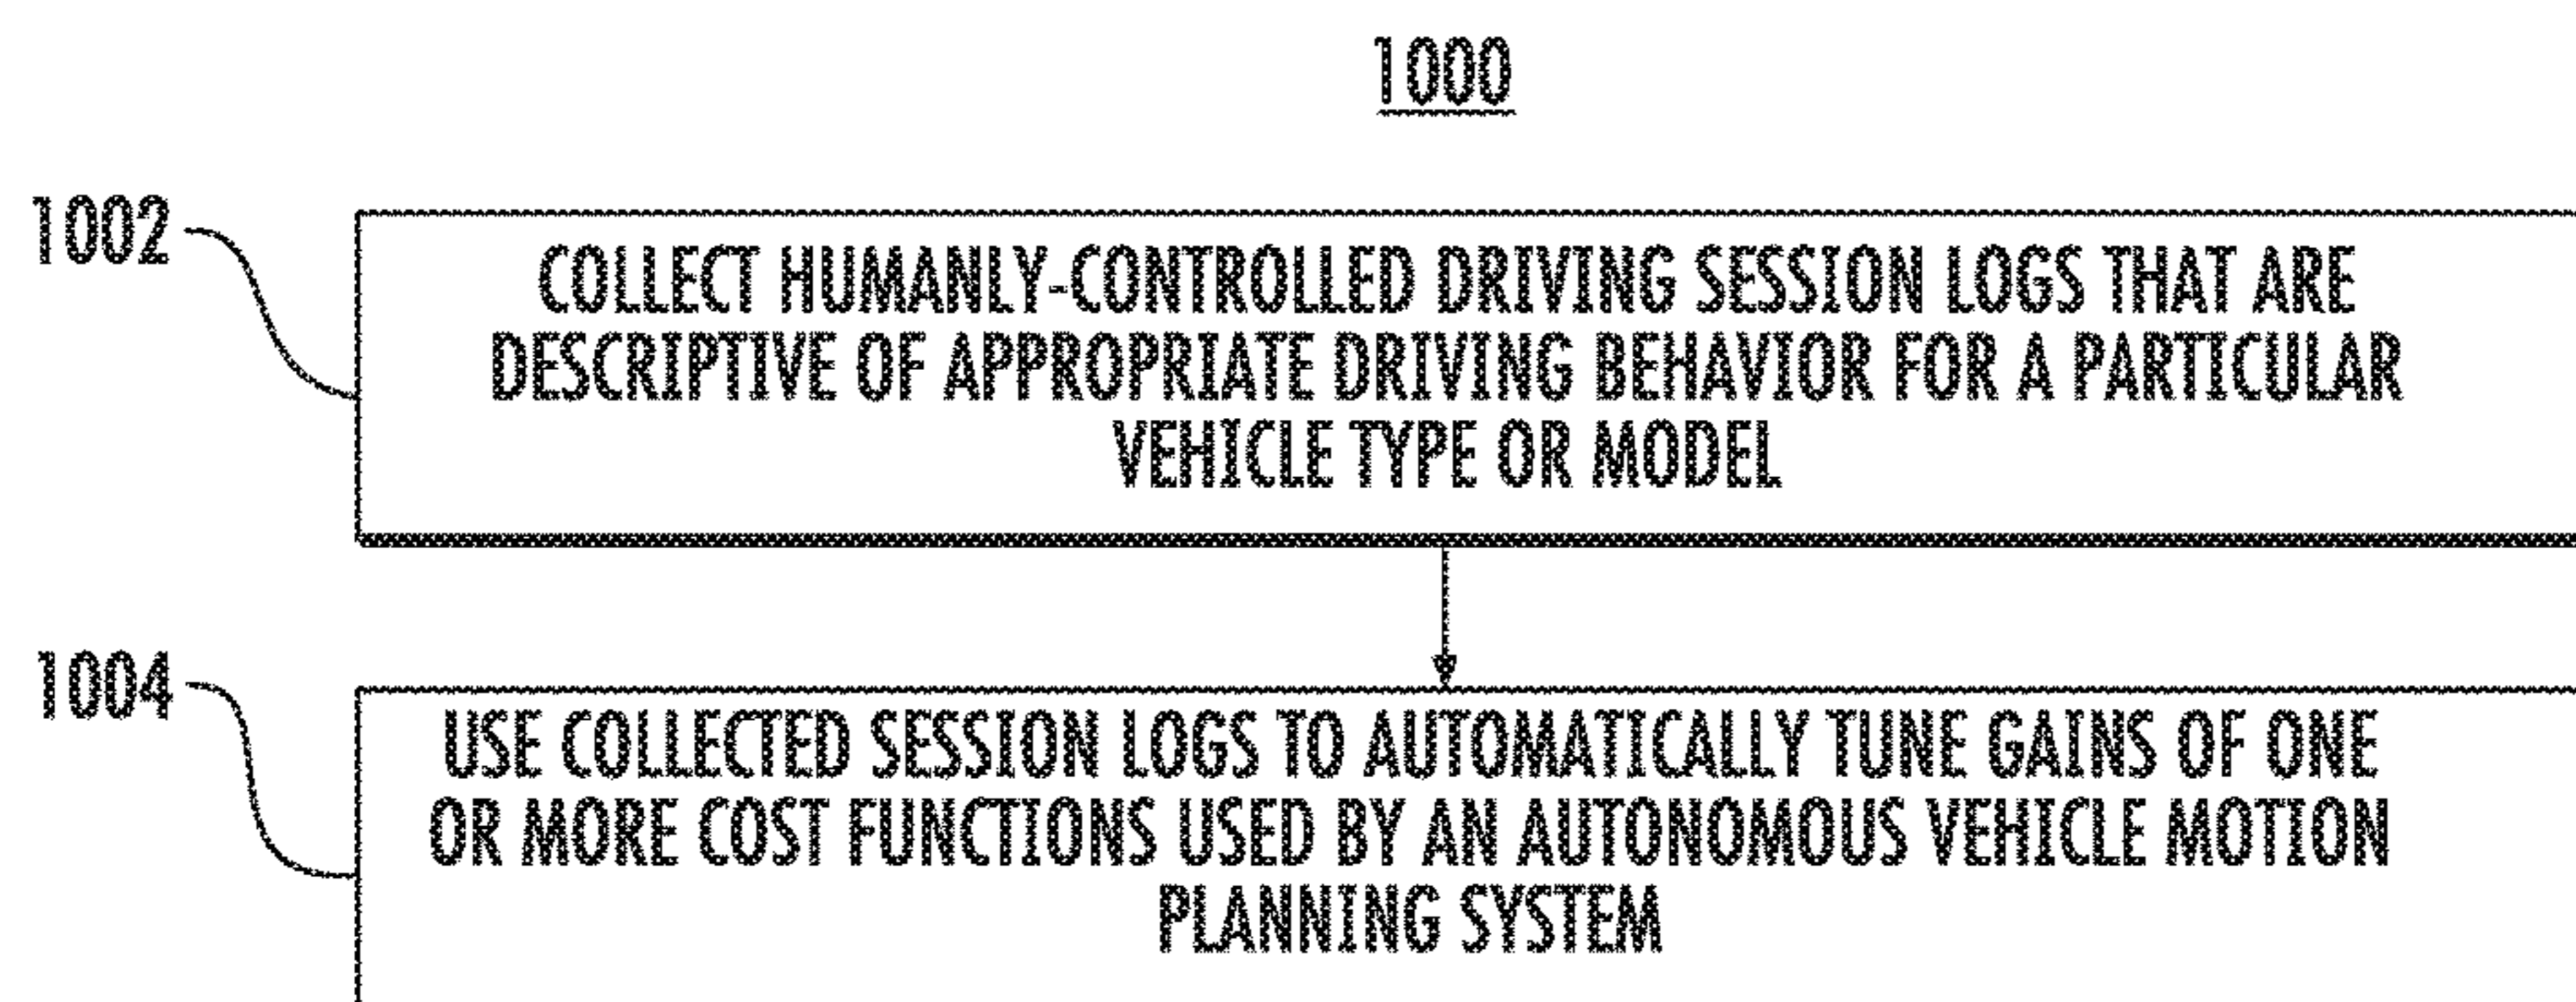 1000
1002
COLLECT HUMANLY-CONTROLLED DRIVING SESSION LOGS THAT ARE
DESCRIPTIVE OF APPROPRIATE DRIVING BEHAVIOR FOR A PARTICULAR
VEHICLE TYPE OR MODEL
1004
USE COLLECTED SESSION LOGS TO AUTOMATICALLY TUNE GAINS OF ONE
OR MORE COST FUNCTIONS USED BY AN AUTONOMOUS VEHICLE MOTION
PLANNING SYSTEM